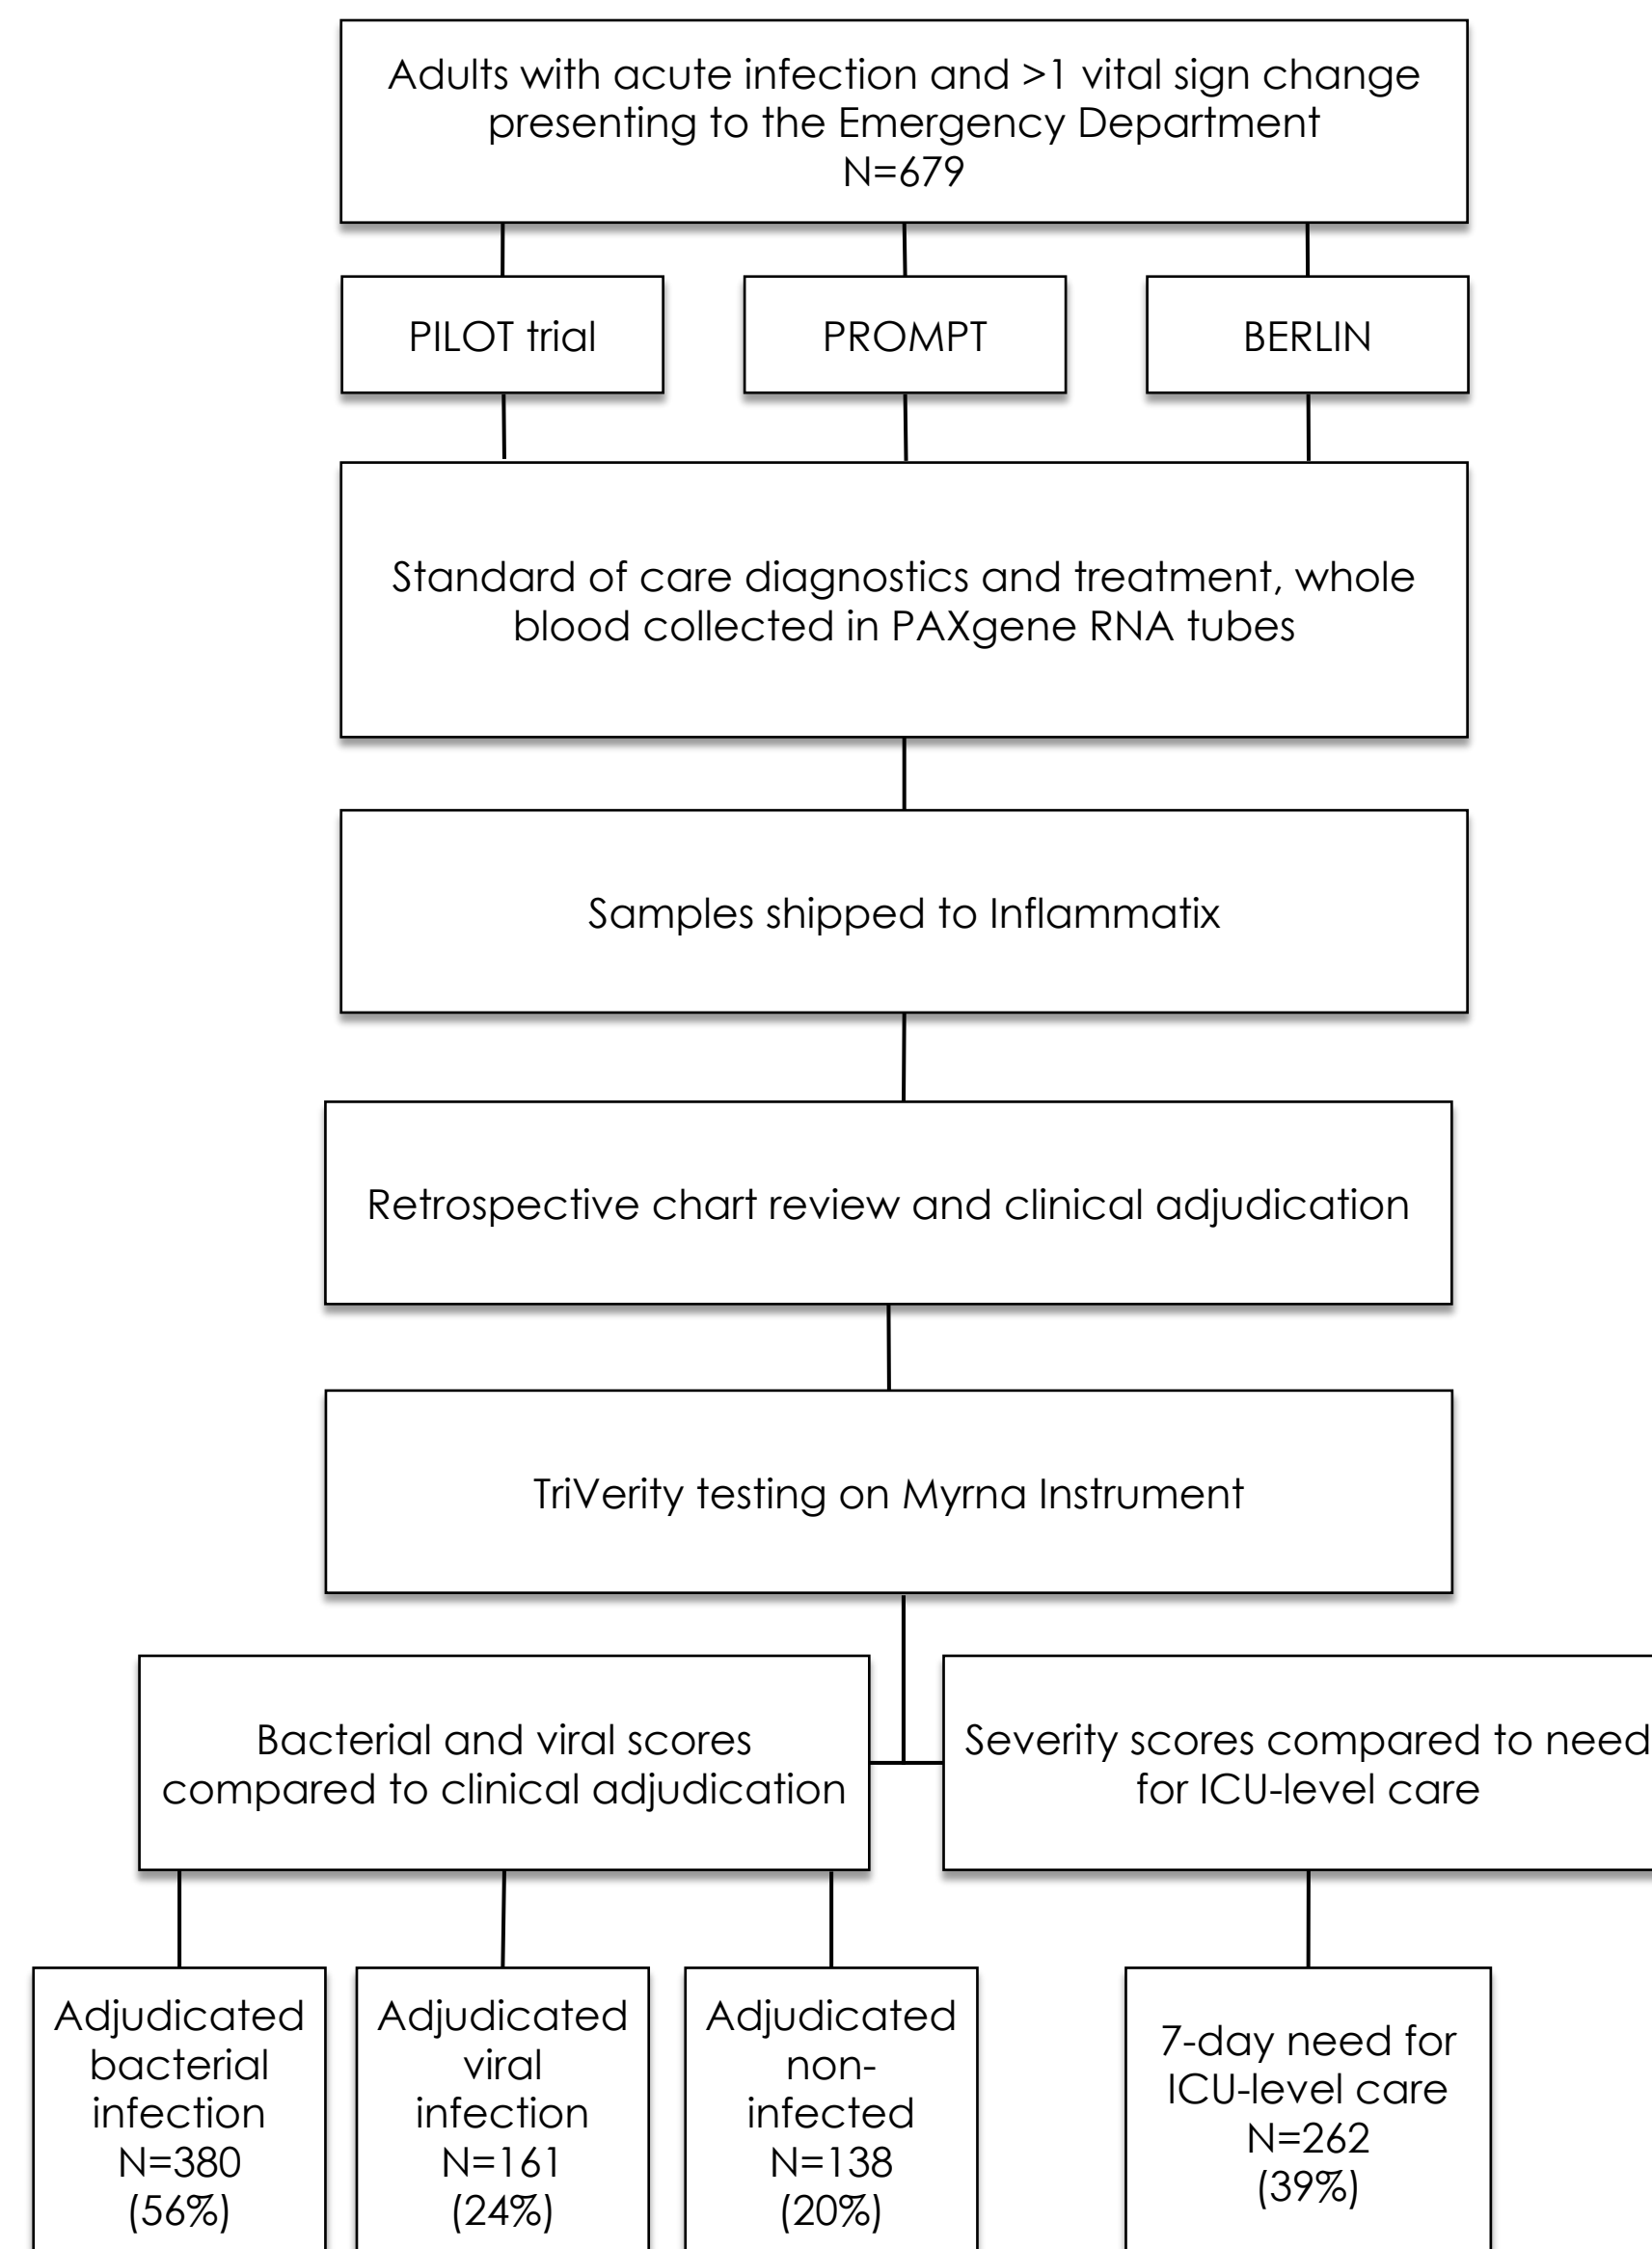 Adults with acute infection and >1 vital sign change
presenting to the Emergency Department
N=679
PILOT trial
PROMPT
BERLIN
Standard of care diagnostics and treatment, whole
blood collected in PAXgene RNA tubes
Samples shipped to Inflammatix
Retrospective chart review and clinical adjudication
TriVerity testing on Myrna Instrument
Bacterial and viral scores
compared to clinical adjudication
Severity scores compared to need
for ICU-level care
Adjudicated
bacterial
infection
N=380
(56%)
Adjudicated
viral
infection
N=161
(24%)
Adjudicated
non-
infected
N=138
(20%)
7-day need for
ICU-level care
N=262
(39%)